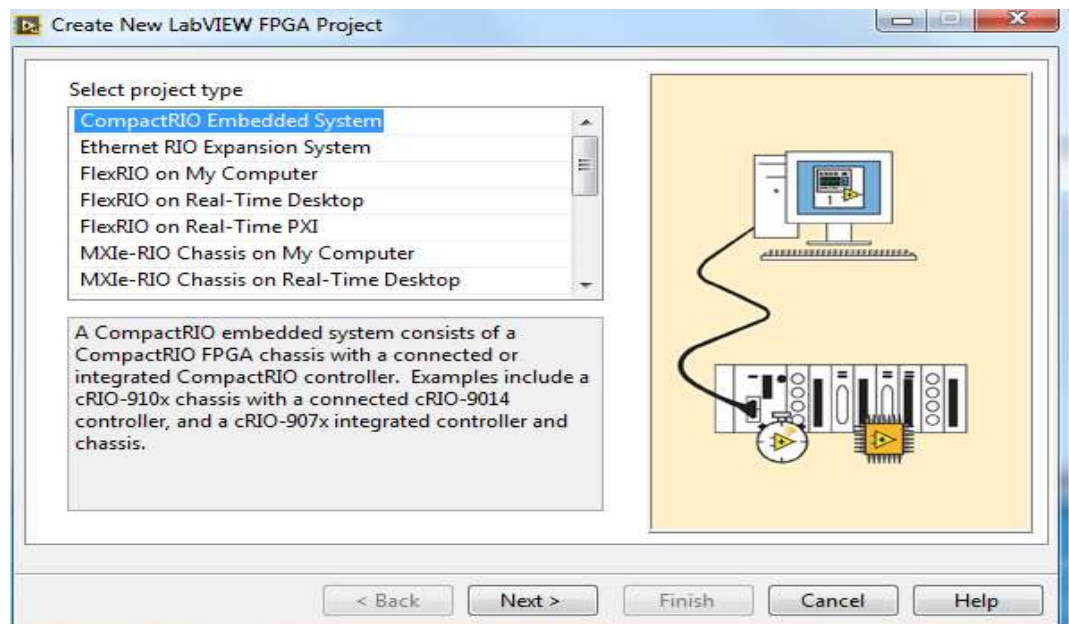 Create New LabVIEW FPGA Project
Select project type
CompactRIO Embedded System
Ethernet RIO Expansion System
FlexRIO on My Computer
FlexRIO on Real-Time Desktop
FlexRIO on Real-Time PXI
MXIe-RIO Chassis on My Computer
MXIe-RIO Chassis on Real-Time Desktop
A CompactRIO embedded system consists of a
CompactRIO FPGA chassis with a connected or
integrated CompactRIO controller. Examples include a
cRIO-910x chassis with a connected cRIO-9014
controller, and a cRIO-907x integrated controller and
chassis.
< Back
Next >
Finish
Cancel
Help